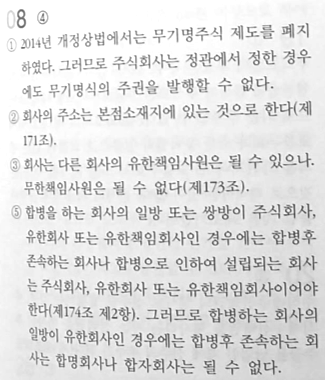 08 ④
① 2014년 개정상법에서는 무기명주식 제도를 폐지
하였다. 그러므로 주식회사는 정관에서 정한 경우
에도 무기명식의 주권을 발행할 수 없다.
② 회사의 주소는 본점소재지에 있는 것으로 한다(제
171조).
③ 회사는 다른 회사의 유한책임사원은 될 수 있으나.
무한책임사원은 될 수 없다(제173조).
⑤ 합병을 하는 회사의 일방 또는 쌍방이 주식회사,
유한회사 또는 유한책임회사인 경우에는 합병후
존속하는 회사나 합병으로 인하여 설립되는 회사
는 주식회사, 유한회사 또는 유한책임회사이어야
한다(제174조 제2항). 그러므로 합병하는 회사의
일방이 유한회사인 경우에는 합병후 존속하는 회
사는 합명회사나 합자회사는 될 수 없다.